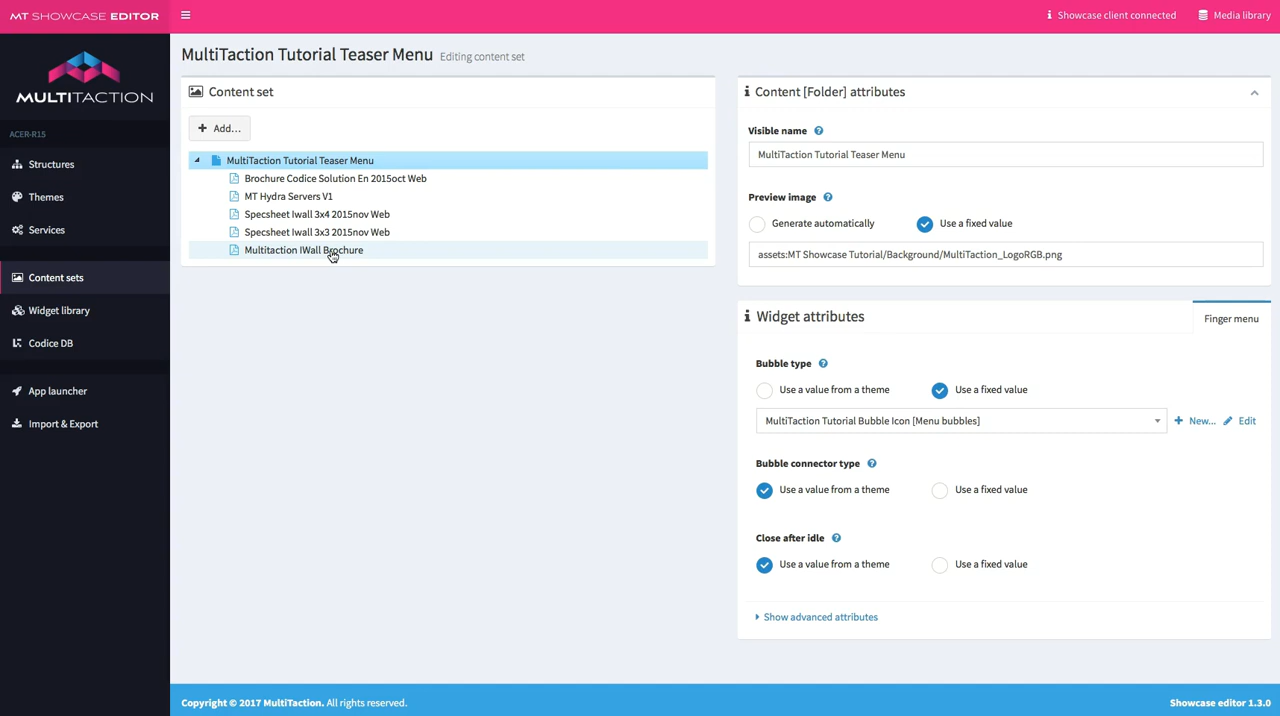 MT SHOWCASE EDITOR
Showcase client connected
Media library
MULTITACTION
ACER-R15
Structures
Themes
Services
Content sets
Widget library
Codice DB
App launcher
Import & Export
MultiTaction Tutorial Teaser Menu Editing content set
Content set
Add...
MultiTaction Tutorial Teaser Menu
Brochure Codice Solution En 2015oct Web
MT Hydra Servers V1
Specsheet Iwall 3x4 2015nov Web
Specsheet Iwall 3x3 2015nov Web
Multitaction IWall Brochure
Content [Folder] attributes
Visible name
MultiTaction Tutorial Teaser Menu
Preview image
Generate automatically Use a fixed value
assets:MT Showcase Tutorial/Background/MultiTaction_LogoRGB.png
Widget attributes
Finger menu
Bubble type
Use a value from a theme Use a fixed value
MultiTaction Tutorial Bubble Icon [Menu bubbles] New... Edit
Bubble connector type
Use a value from a theme Use a fixed value
Close after idle
Use a value from a theme Use a fixed value
Show advanced attributes
Copyright © 2017 MultiTaction. All rights reserved.
Showcase editor 1.3.0